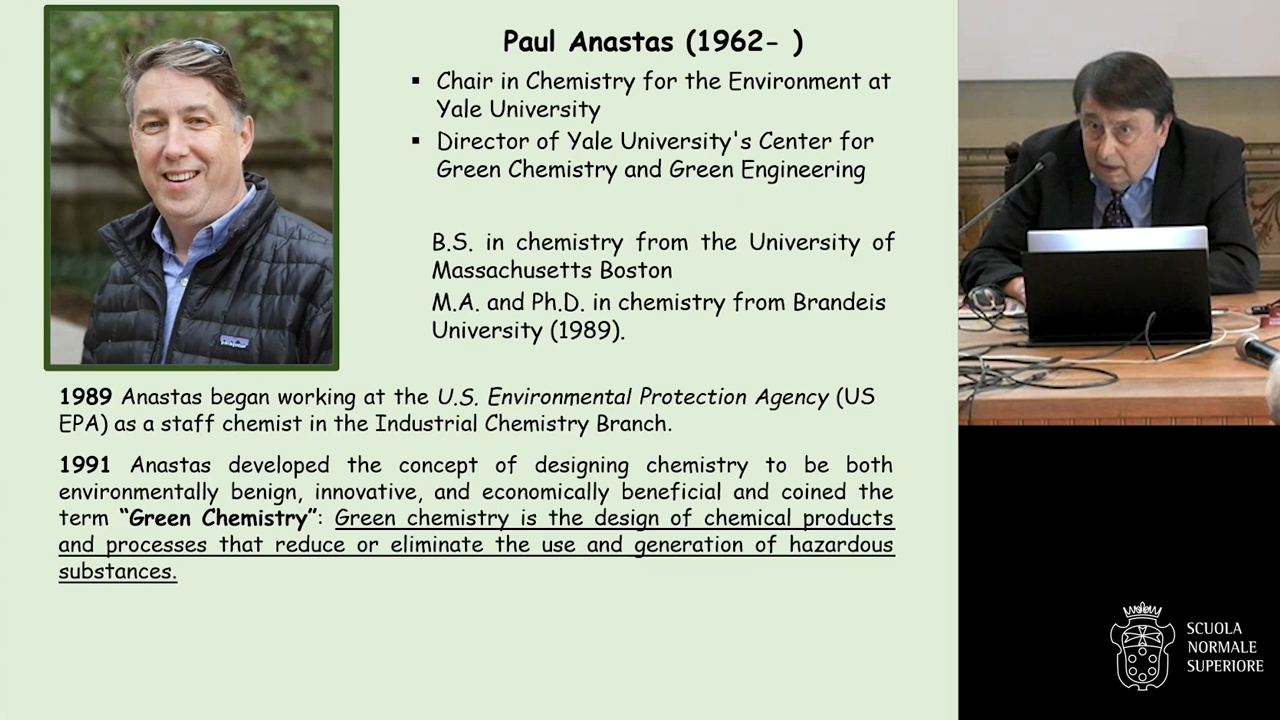 Paul Anastas (1962- )
▪ Chair in Chemistry for the Environment at
Yale University
▪ Director of Yale University's Center for
Green Chemistry and Green Engineering
B.S. in chemistry from the University of
Massachusetts Boston
M.A. and Ph.D. in chemistry from Brandeis
University (1989).
1989 Anastas began working at the U.S. Environmental Protection Agency (US
EPA) as a staff chemist in the Industrial Chemistry Branch.
1991 Anastas developed the concept of designing chemistry to be both
environmentally benign, innovative, and economically beneficial and coined the
term “Green Chemistry”: Green chemistry is the design of chemical products
and processes that reduce or eliminate the use and generation of hazardous
substances.
SCUOLA
NORMALE
SUPERIORE